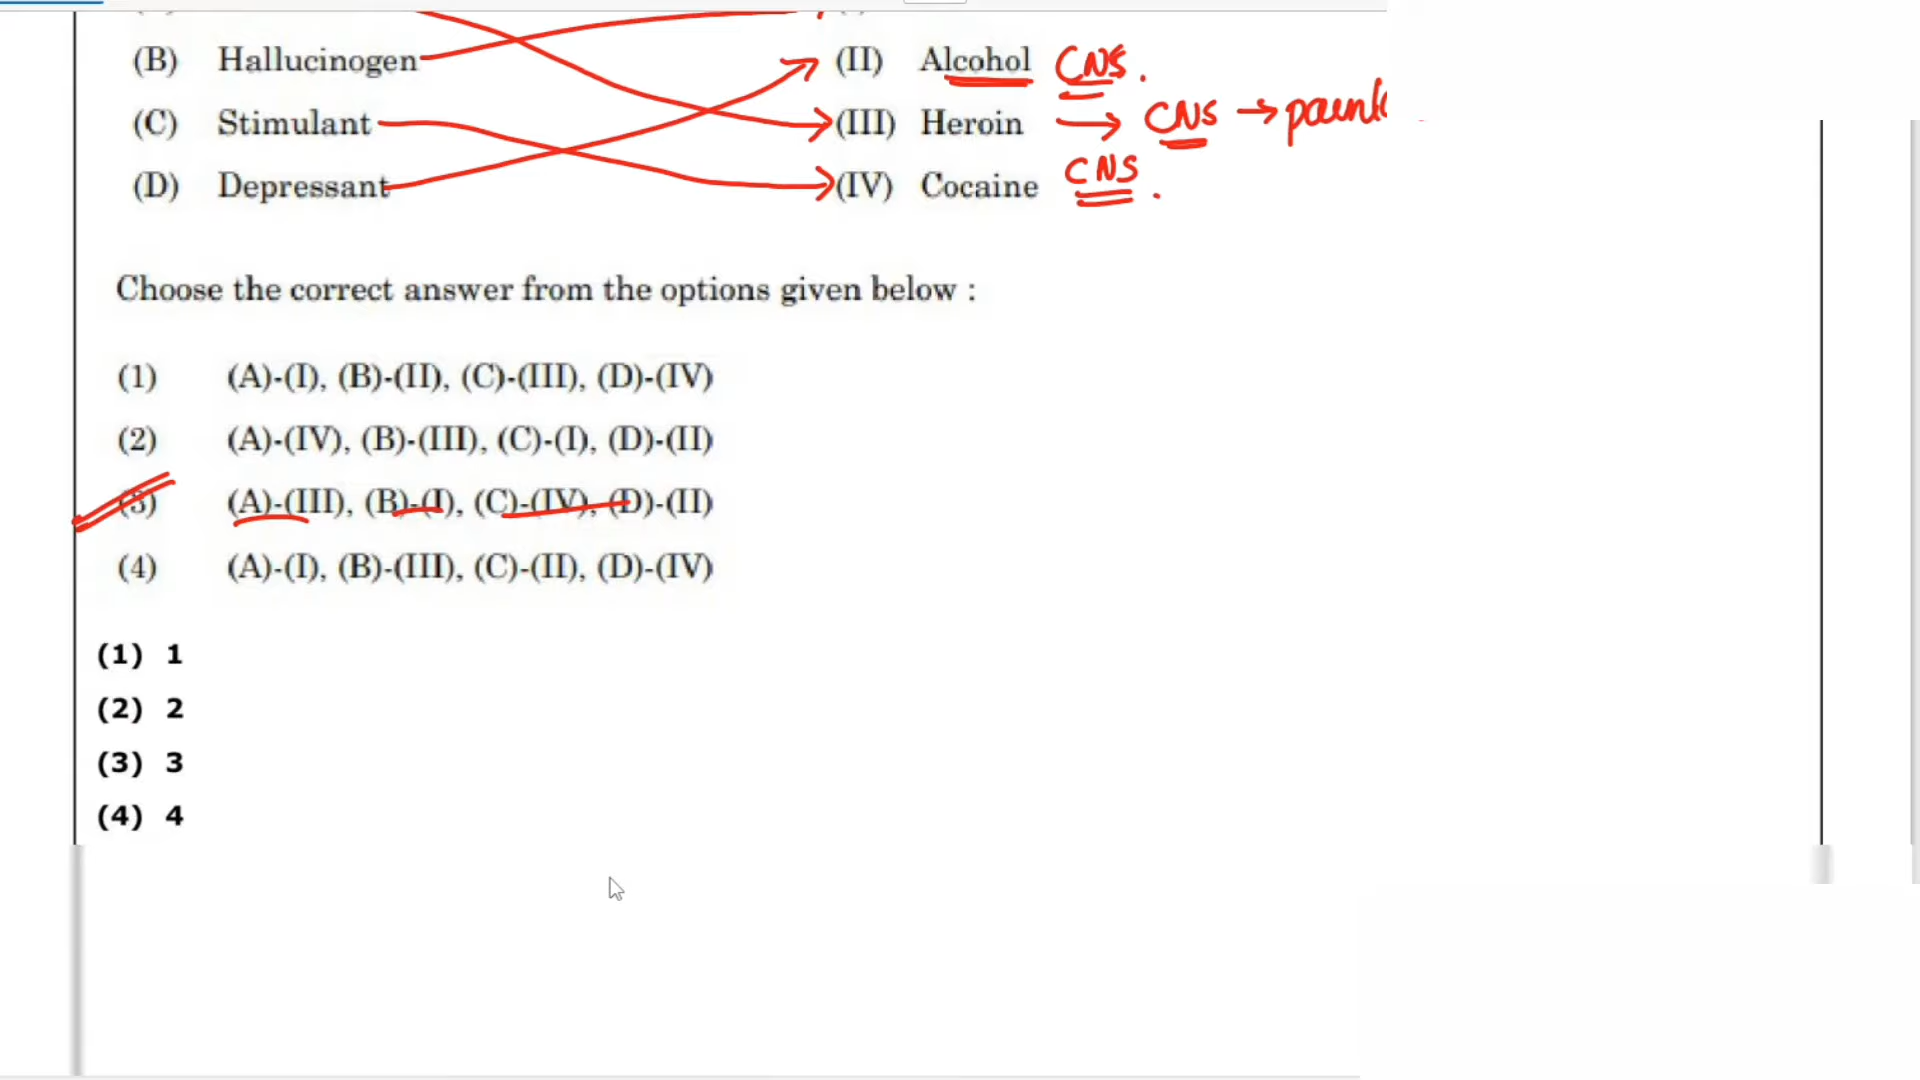 (B) Hallucinogen
(II) Alcohol CNS.
(C) Stimulant (III) Heroin → CNS →
(D) Depressant (IV) Cocaine CNS.
Choose the correct answer from the options given below :
(1) (A)-(I), (B)-(II), (C)-(III), (D)-(IV)
(2) (A)-(IV), (B)-(III), (C)-(I), (D)-(II)
(3) (A)-(III), (B)-(I), (C)-(IV), (D)-(II)
(4) (A)-(I), (B)-(III), (C)-(II), (D)-(IV)
(1) 1
(2) 2
(3) 3
(4) 4